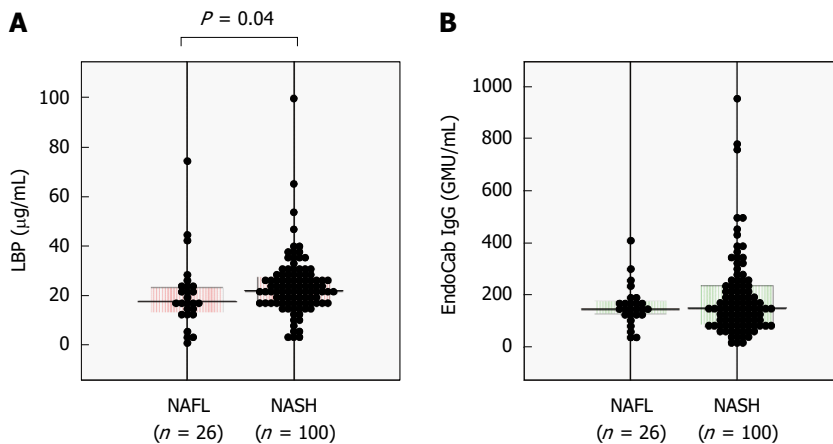 A
P = 0.04
100
80
60
40
20
0
LBP (μg/mL)
NAFL
(n = 26)
NASH
(n = 100)
B
1000
800
600
400
200
0
EndoCab IgG (GMU/mL)
NAFL
(n = 26)
NASH
(n = 100)